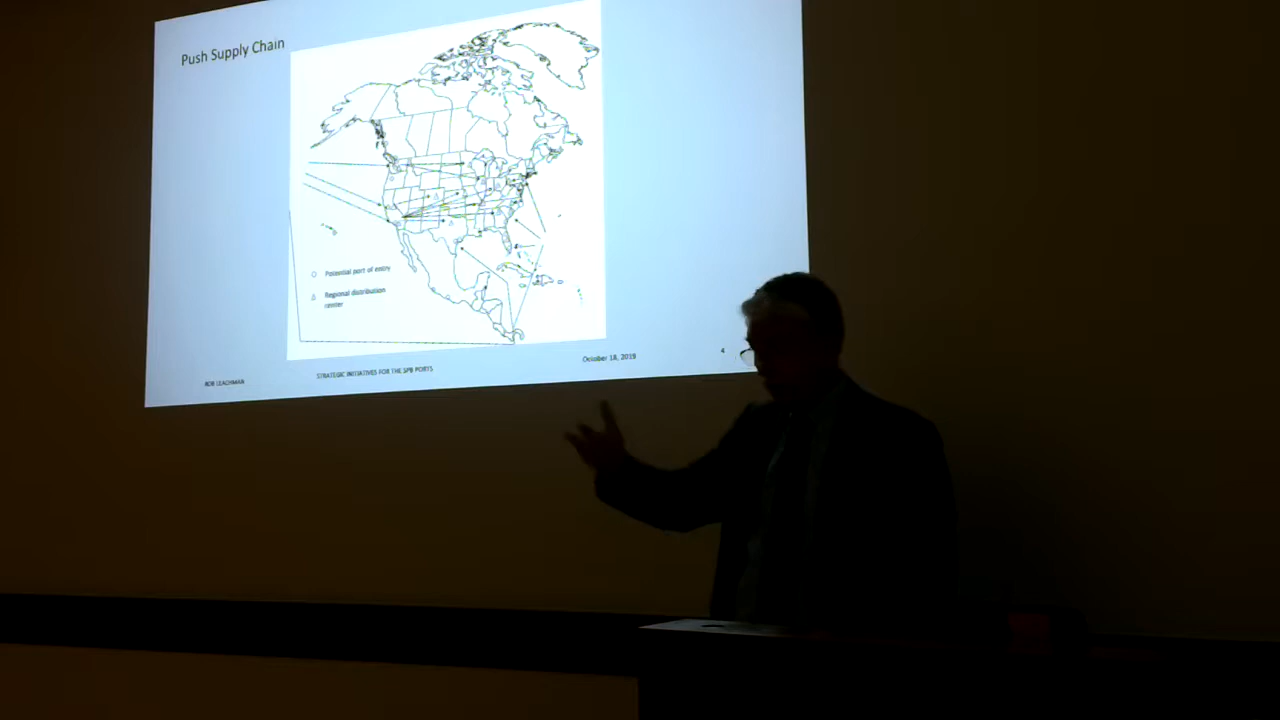 Push Supply Chain
Potential port of entry
Regional distribution
center
October 18, 2019
4
ROB LEACHMAN
STRATEGIC INITIATIVES FOR THE SPB PORTS